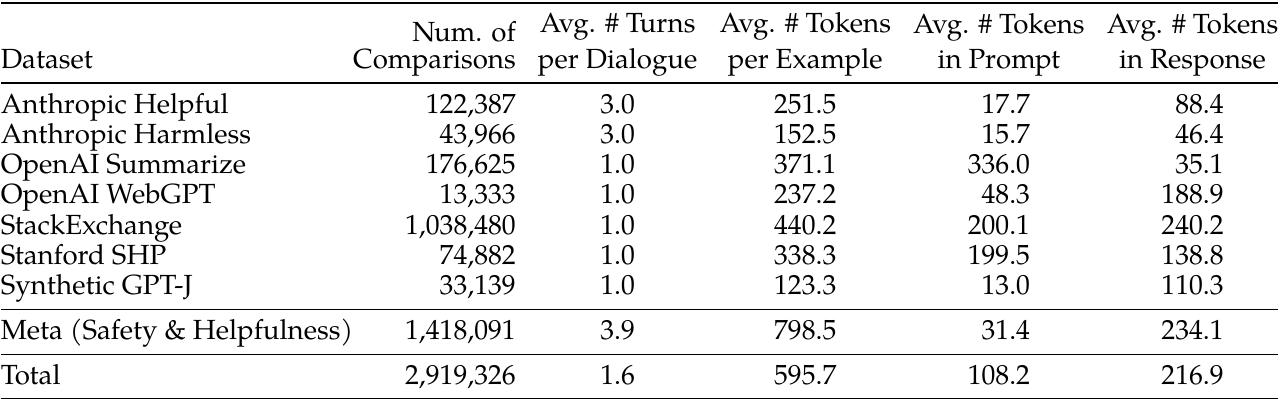 Dataset Num. of Comparisons Avg. # Turns per Dialogue Avg. # Tokens per Example Avg. # Tokens in Prompt Avg. # Tokens in Response
Anthropic Helpful 122,387 3.0 251.5 17.7 88.4
Anthropic Harmless 43,966 3.0 152.5 15.7 46.4
OpenAI Summarize 176,625 1.0 371.1 336.0 35.1
OpenAI WebGPT 13,333 1.0 237.2 48.3 188.9
StackExchange 1,038,480 1.0 440.2 200.1 240.2
Stanford SHP 74,882 1.0 338.3 199.5 138.8
Synthetic GPT-J 33,139 1.0 123.3 13.0 110.3
Meta (Safety & Helpfulness) 1,418,091 3.9 798.5 31.4 234.1
Total 2,919,326 1.6 595.7 108.2 216.9